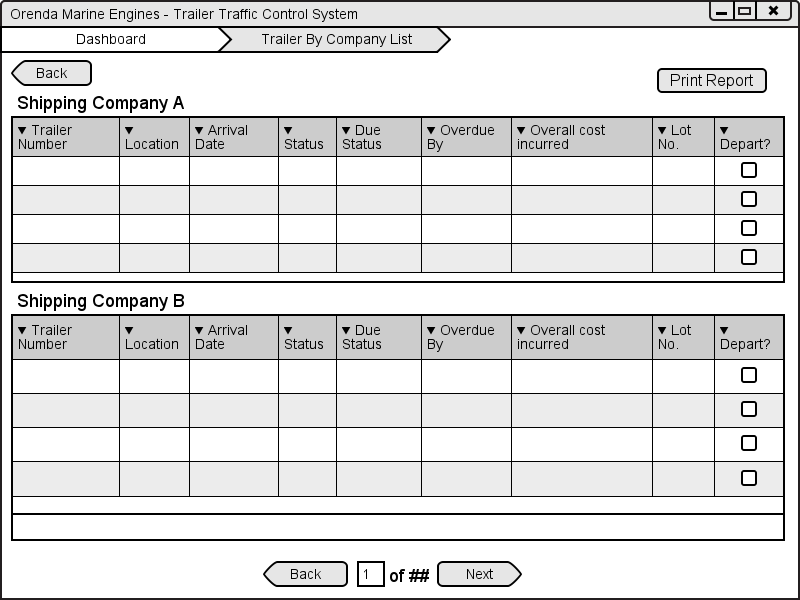 Orenda Marine Engines - Trailer Traffic Control System
Dashboard Trailer By Company List
Back
Print Report
Shipping Company A
Trailer Number Location Arrival Date Status Due Status Overdue By Overall cost incurred Lot No. Depart?
Shipping Company B
Trailer Number Location Arrival Date Status Due Status Overdue By Overall cost incurred Lot No. Depart?
Back 1 of ## Next